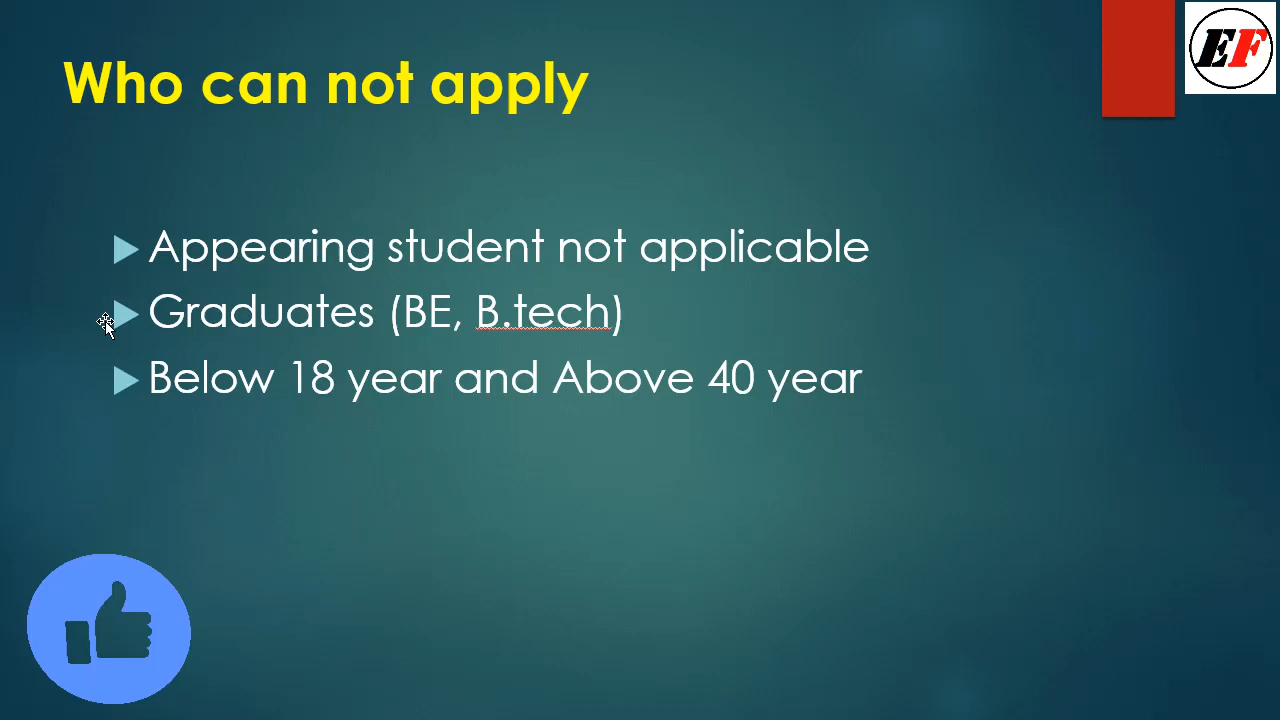 Who can not apply
EF
Appearing student not applicable
Graduates (BE, B.tech)
Below 18 year and Above 40 year